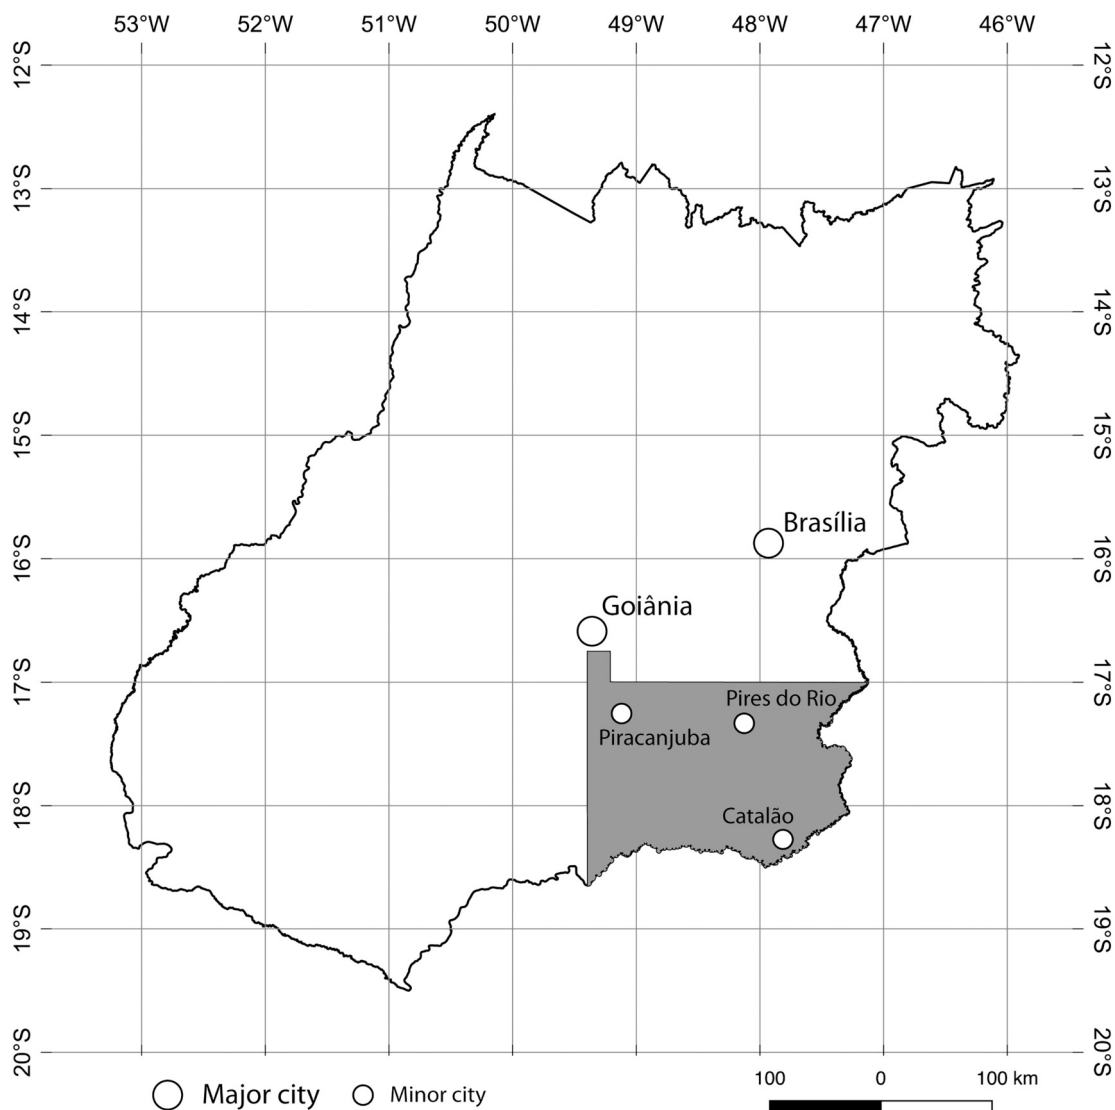 53°W 52°W 51°W 50°W 49°W 48°W 47°W 46°W
12°S 12°S
13°S 13°S
14°S 14°S
15°S 15°S
Brasília
16°S 16°S
Goiânia
17°S 17°S
Pires do Rio
Piracanjuba
18°S 18°S
Catalão
19°S 19°S
20°S 20°S
Major city Minor city 100 0 100 km